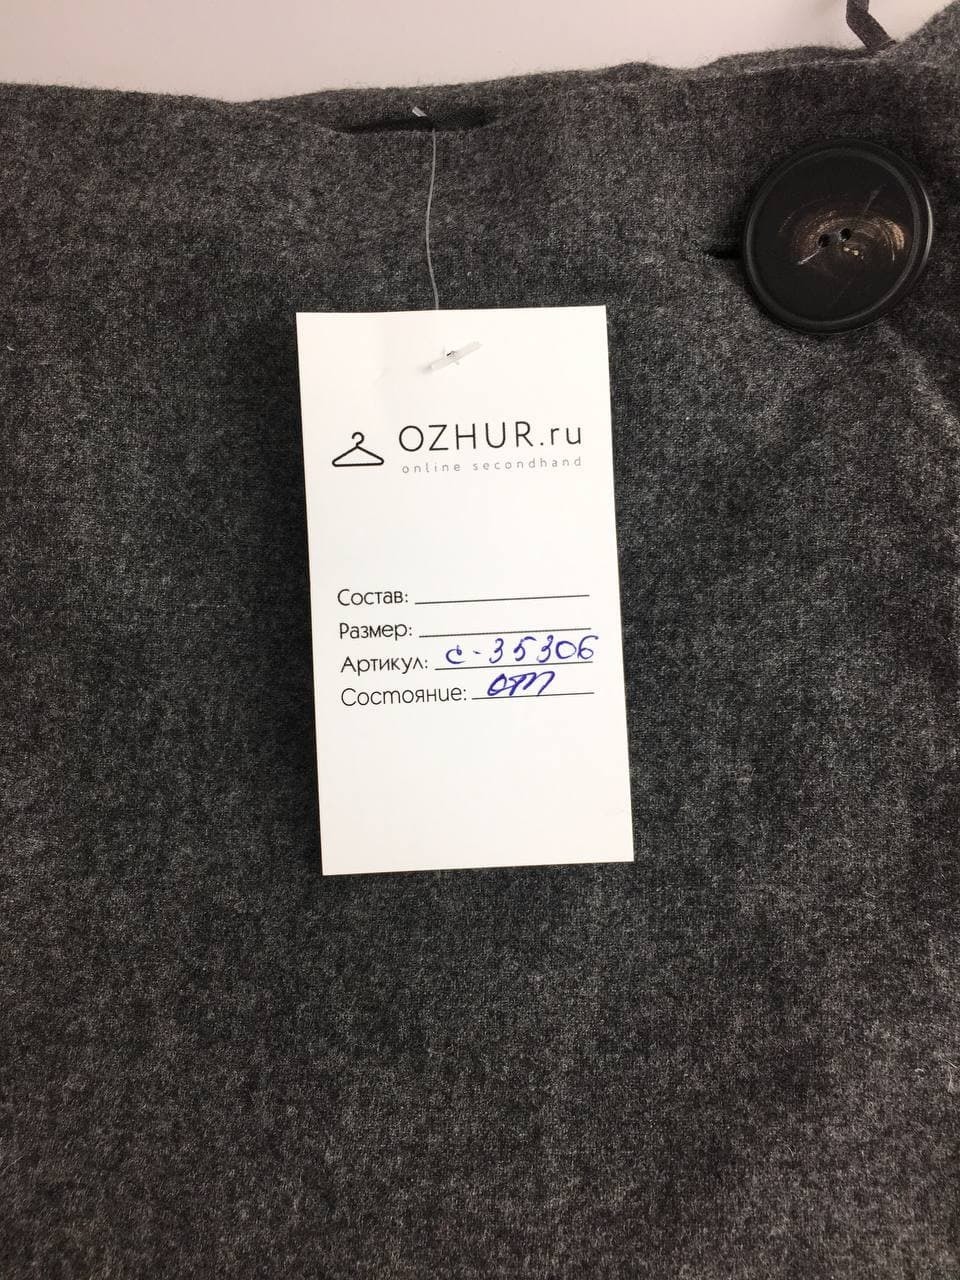 OZHUR.ru
online secondhand
Состав:
Размер:
Артикул: с-35306
Состояние: отл